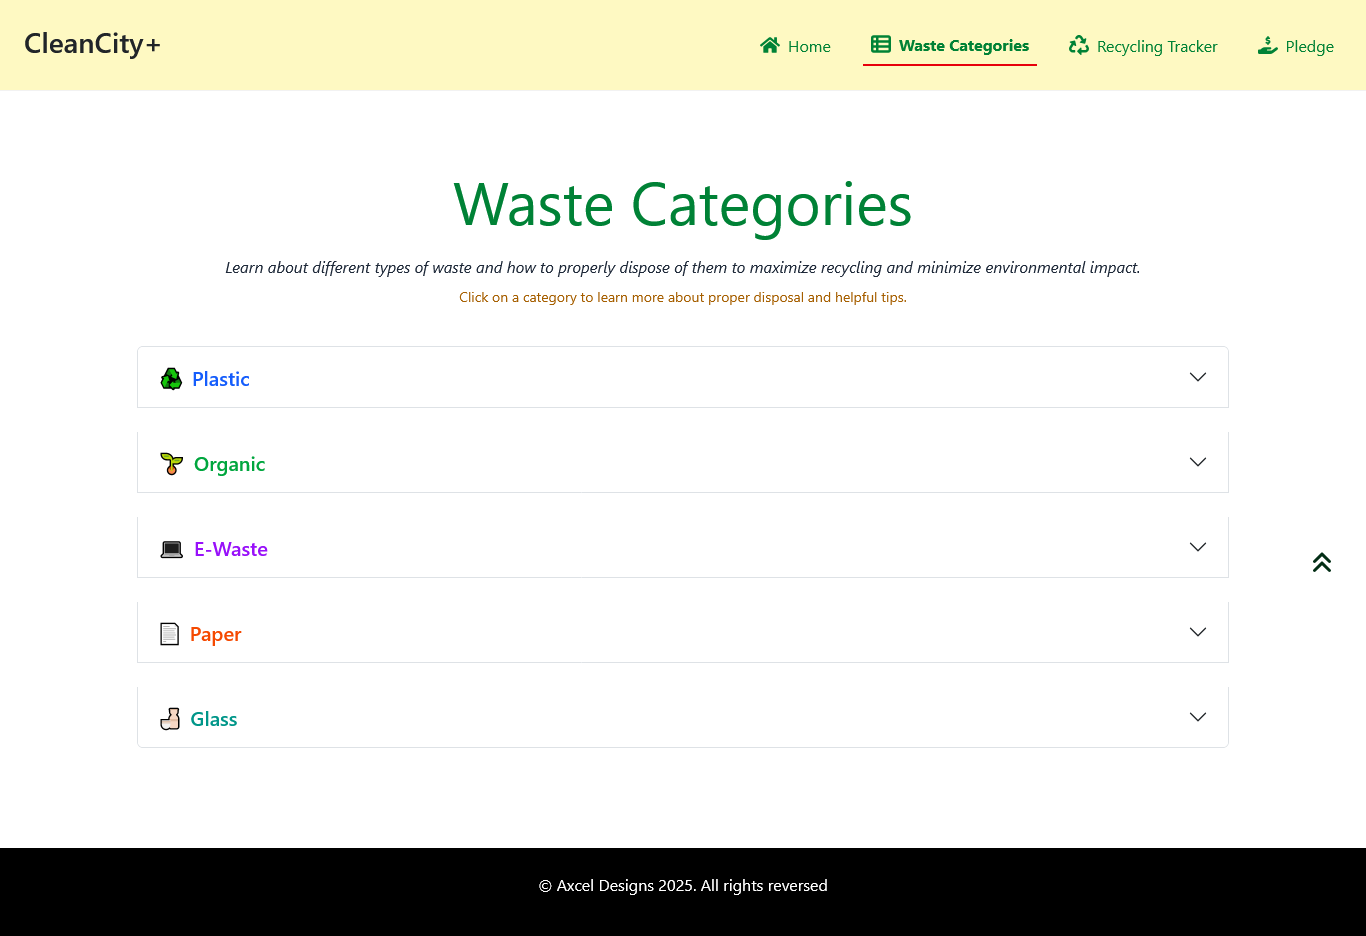 CleanCity+
Home
Waste Categories
Recycling Tracker
Pledge
Waste Categories
Learn about different types of waste and how to properly dispose of them to maximize recycling and minimize environmental impact.
Click on a category to learn more about proper disposal and helpful tips.
Plastic
Organic
E-Waste
Paper
Glass
© Axcel Designs 2025. All rights reversed